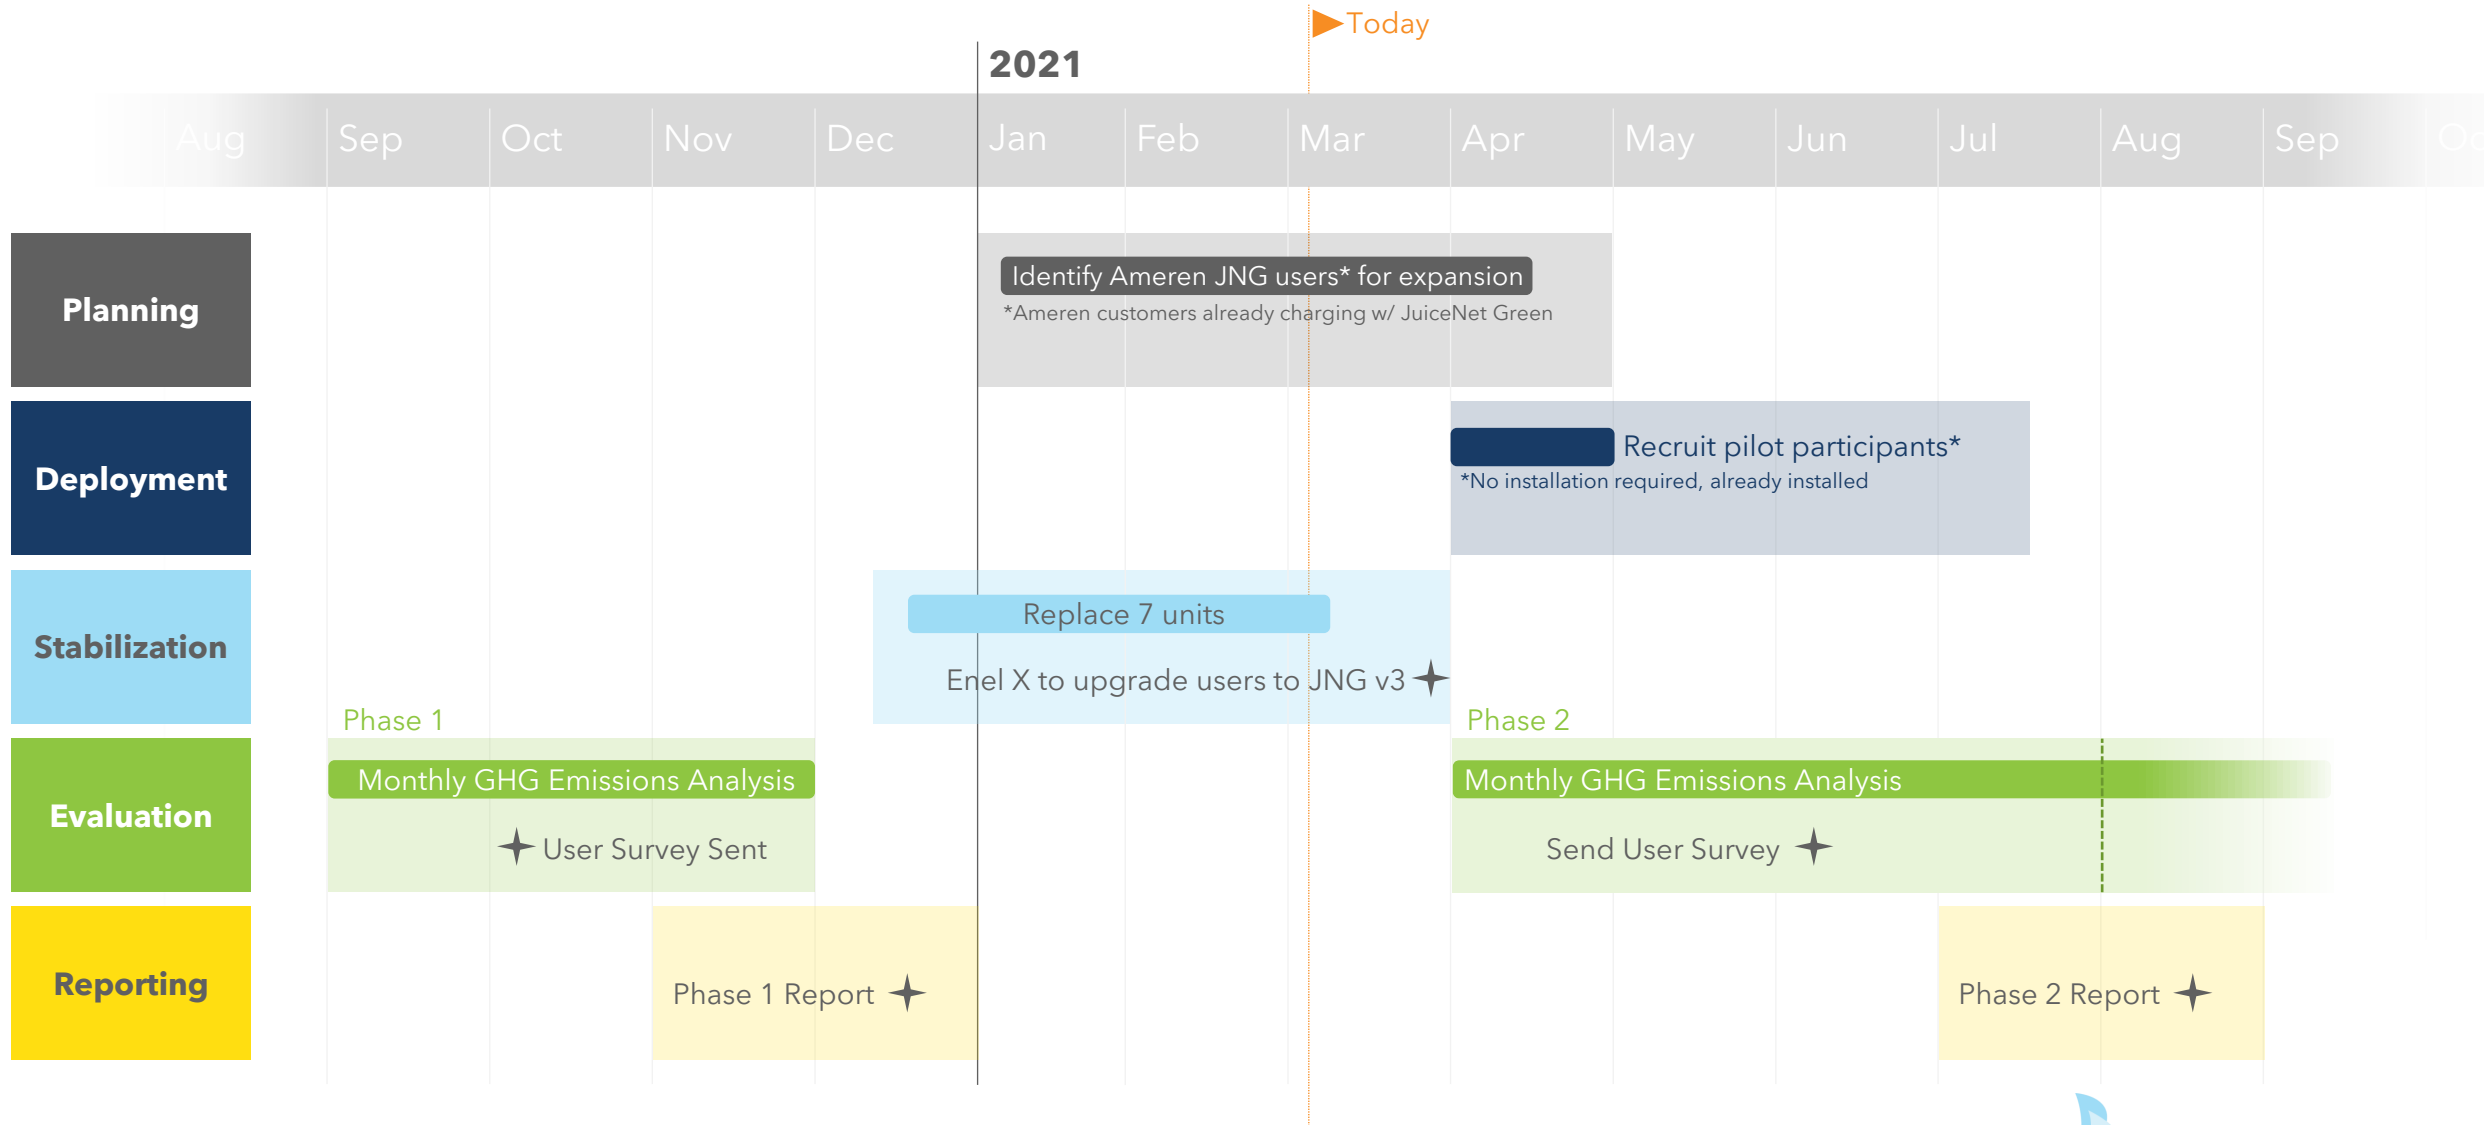 Today
2021
Aug Sep Oct Nov Dec Jan Feb Mar Apr May Jun Jul Aug Sep
Planning
Identify Ameren JNG users* for expansion
*Ameren customers already charging w/ JuiceNet Green
Deployment
Recruit pilot participants*
*No installation required, already installed
Stabilization
Replace 7 units
Enel X to upgrade users to JNG v3
Phase 1
Phase 2
Evaluation
Monthly GHG Emissions Analysis
Monthly GHG Emissions Analysis
User Survey Sent
Send User Survey
Reporting
Phase 1 Report
Phase 2 Report